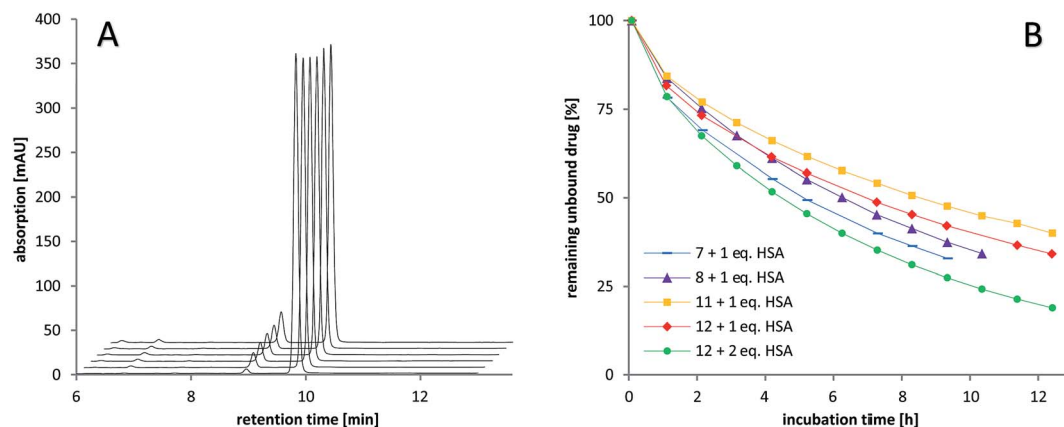 A
400
350
300
250
200
150
100
50
0
absorption [mAU]
6 8 10 12
retention time [min]
B
100
75
50
25
0
remaining unbound drug [%]
7 + 1 eq. HSA
8 + 1 eq. HSA
11 + 1 eq. HSA
12 + 1 eq. HSA
12 + 2 eq. HSA
0 2 4 6 8 10 12
incubation time [h]